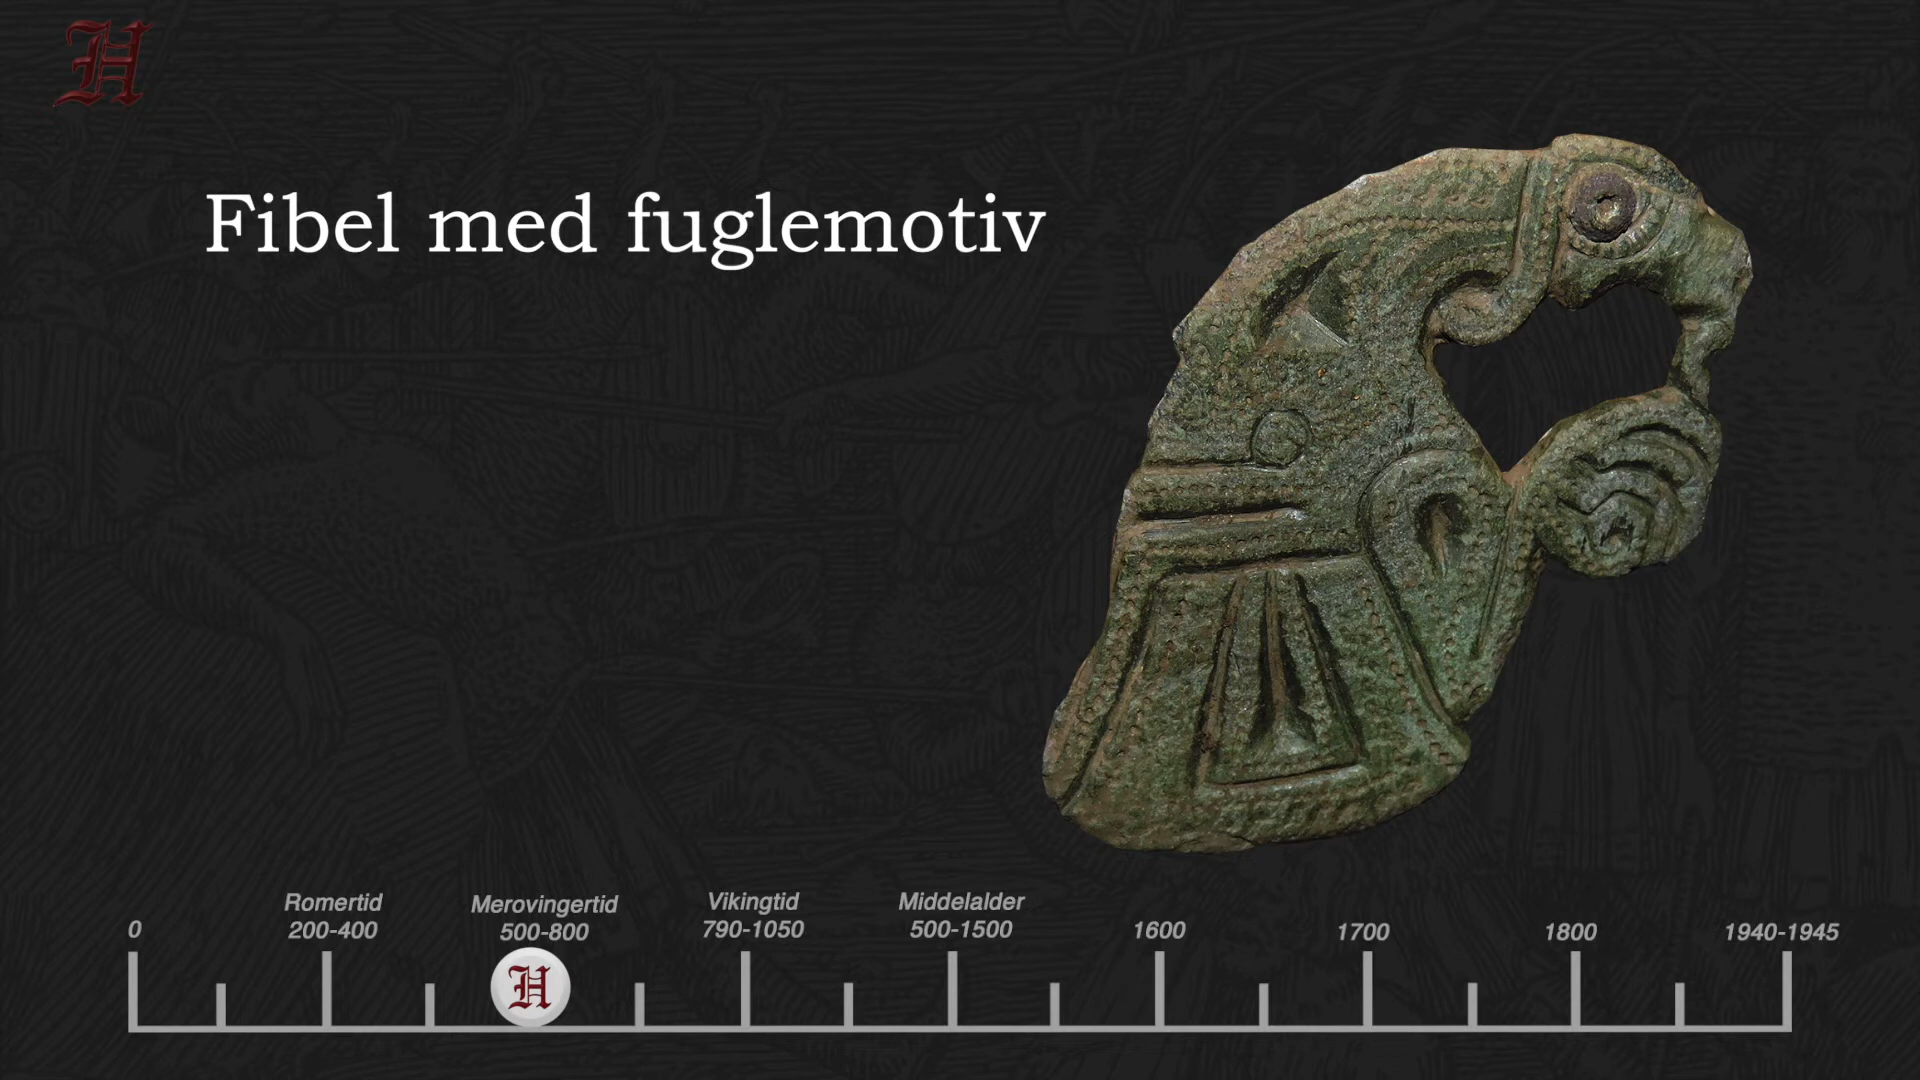 H
Fibel med fuglemotiv
0
Romertid
200-400
Merovingertid
500-800
Vikingtid
790-1050
Middelalder
500-1500
1600
1700
1800
1940-1945
H